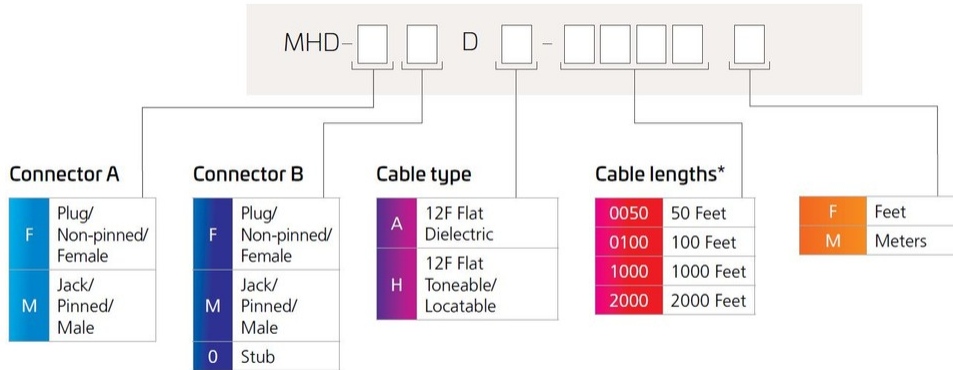 MHD- D -
Connector A
F Plug/
Non-pinned/
Female
M Jack/
Pinned/
Male
Connector B
F Plug/
Non-pinned/
Female
M Jack/
Pinned/
Male
0 Stub
Cable type
A 12F Flat
Dielectric
H 12F Flat
Toneable/
Locatable
Cable lengths*
0050 50 Feet
0100 100 Feet
1000 1000 Feet
2000 2000 Feet
F Feet
M Meters